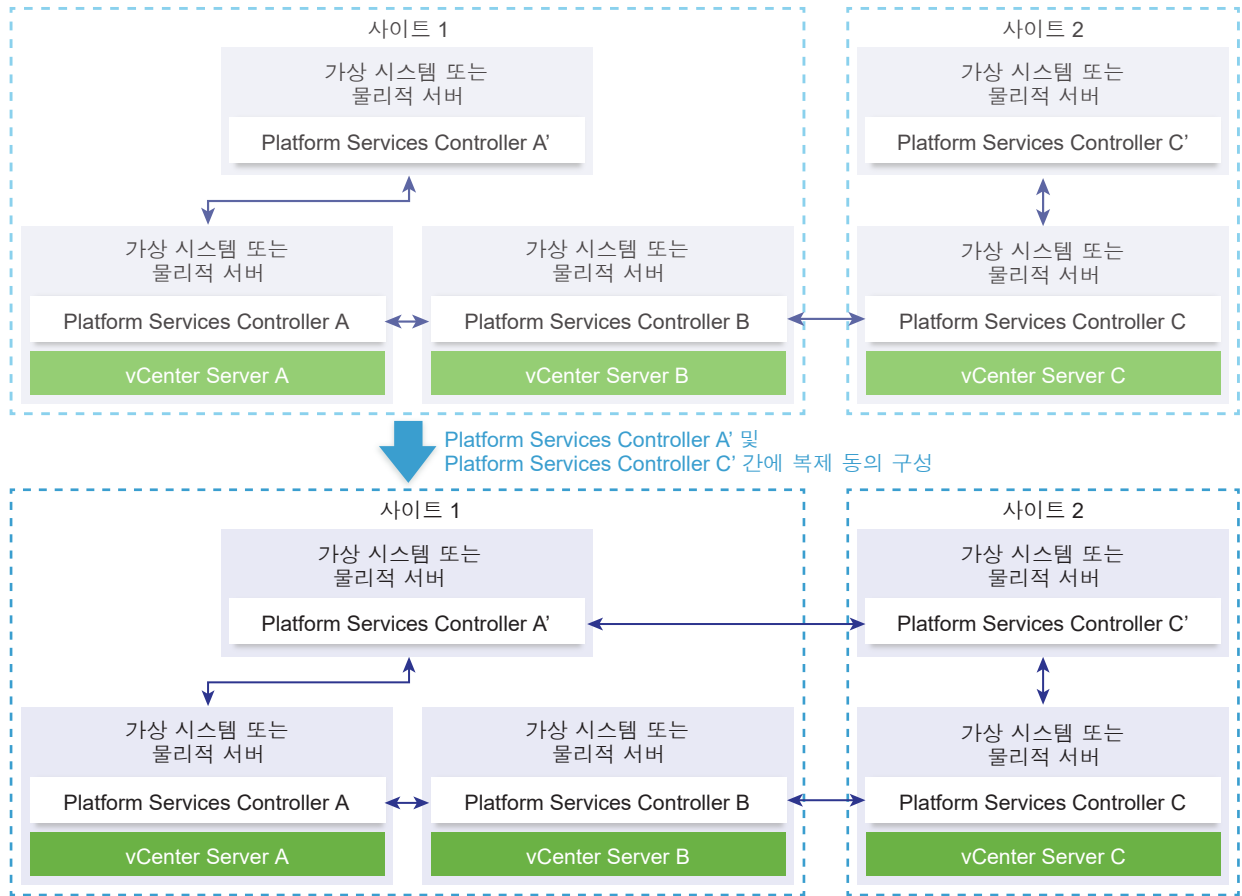 사이트 1
가상 시스템 또는
물리적 서버
Platform Services Controller A’
가상 시스템 또는
물리적 서버
Platform Services Controller A
vCenter Server A
가상 시스템 또는
물리적 서버
Platform Services Controller B
vCenter Server B
사이트 2
가상 시스템 또는
물리적 서버
Platform Services Controller C’
가상 시스템 또는
물리적 서버
Platform Services Controller C
vCenter Server C
Platform Services Controller A’ 및
Platform Services Controller C’ 간에 복제 동의 구성
사이트 1
가상 시스템 또는
물리적 서버
Platform Services Controller A’
가상 시스템 또는
물리적 서버
Platform Services Controller A
vCenter Server A
가상 시스템 또는
물리적 서버
Platform Services Controller B
vCenter Server B
사이트 2
가상 시스템 또는
물리적 서버
Platform Services Controller C’
가상 시스템 또는
물리적 서버
Platform Services Controller C
vCenter Server C